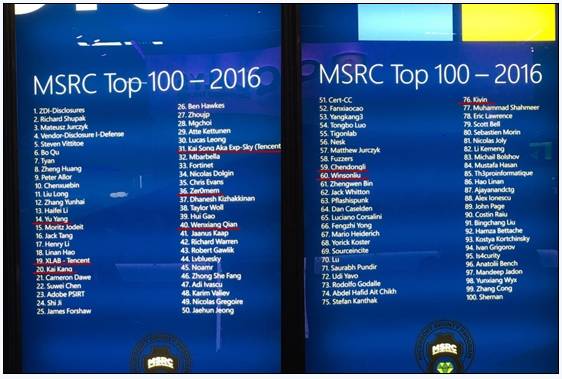 MSRC Top 100 – 2016
1. ZDI-Disclosures
2. Richard Shupak
3. Mateusz Jurczyk
4. Vendor-Disclosure I-Defense
5. Steven Vittitoe
6. Bo Qu
7. Tyan
8. Zheng Huang
9. Peter Allor
10. Chenxuebin
11. Liu Long
12. Zhang Yunhai
13. Haifei Li
14. Yu Yang
15. Moritz Jodeit
16. Jack Tang
17. Henry Li
18. Linan Hao
19. XLAB - Tencent
20. Kai Kang
21. Cameron Dawe
22. Suwei Chen
23. Adobe PSIRT
24. Shi Ji
25. James Forshaw
26. Ben Hawkes
27. Zhoujp
28. Mgchoi
29. Atte Kettunen
30. Lucas Leong
31. Kai Song Aka Exp-Sky (Tencent
32. Mbarbella
33. Fortinet
34. Nicolas Dolgin
35. Chris Evans
36. Zer0mem
37. Dhanesh Kizhakkinan
38. Taylor Woll
39. Hui Gao
40. Wenxiang Qian
41. Jaanus Kaap
42. Richard Warren
43. Robert Gawlik
44. Lvbluesky
45. Noamr
46. Zhong She Fang
47. Adi Ivascu
48. Karim Valiev
49. Nicolas Gregoire
50. Jaehun Jeong
MSRC
MSRC Top 100 – 2016
51. Cert-CC
52. Fanxiaocao
53. Yangkang3
54. Tongbo Luo
55. Tigonlab
56. Nesk
57. Matthew Jurczyk
58. Fuzzers
59. Chendongli
60. Winsonliu
61. Zhengwen Bin
62. Jack Whitton
63. Pflashispunk
64. Dan Caselden
65. Luciano Corsalini
66. Fengzhi Yong
67. Mario Heiderich
68. Yorick Koster
69. Sourceincite
70. Lu
71. Saurabh Pundir
72. Udi Yavo
73. Rodolfo Godalle
74. Abdel Hafid Ait Chikh
75. Stefan Kanthak
76. Kivin
77. Muhammad Shahmeer
78. Eric Lawrence
79. Scott Bell
80. Sebastien Morin
81. Nicolas Joly
82. Li Kemeng
83. Michail Bolshov
84. Mustafa Hasan
85. Th3proinformatique
86. Hao Linan
87. Ajayanandctg
88. Alex Ionescu
89. John Page
90. Costin Raiu
91. Bingchang Liu
92. Hamza Bettache
93. Kostya Kortchinsky
94. Ivan Grigorov
95. Is4curity
96. Anatolii Bench
97. Mandeep Jadon
98. Yunxiang Wyx
99. Zhang Cong
100. Shernan
MSRC